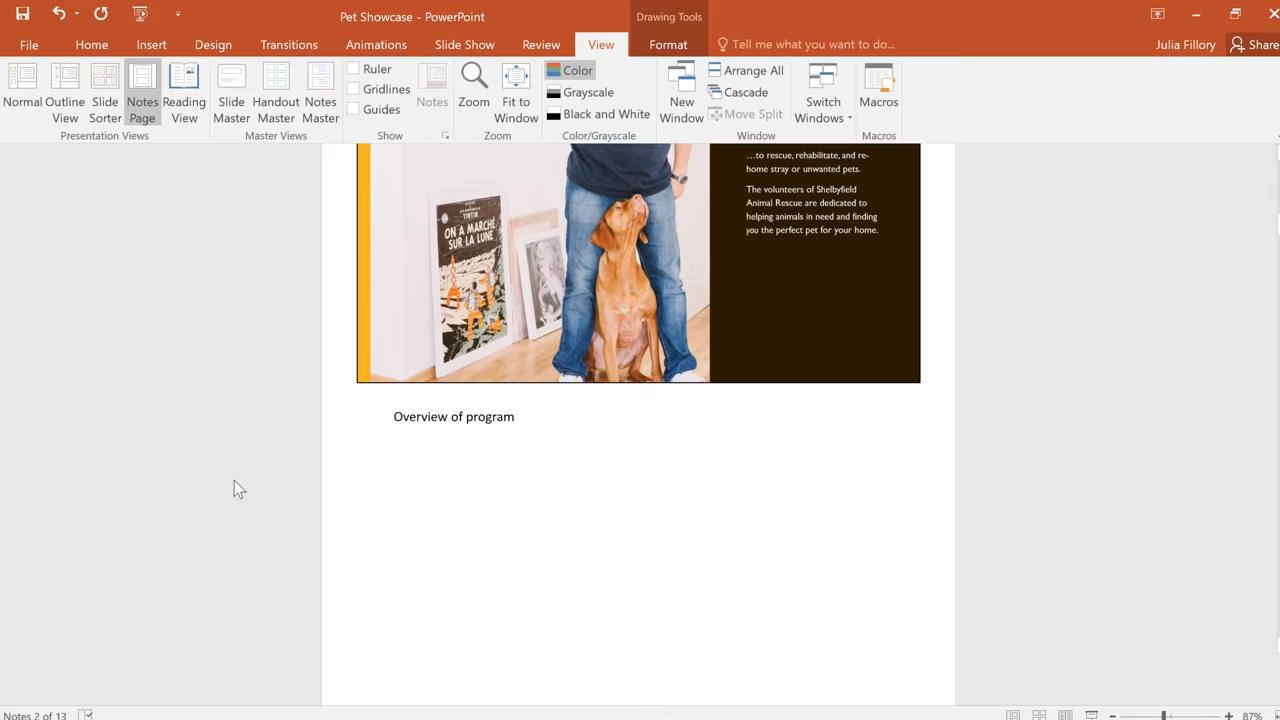 Pet Showcase - PowerPoint
Drawing Tools
File Home Insert Design Transitions Animations Slide Show Review View Format Tell me what you want to do... Julia Fillory Share
Normal Outline View Slide Sorter Notes Page Reading View
Presentation Views
Slide Master Handout Master Notes Master
Master Views
Ruler
Gridlines
Guides
Notes
Show
Zoom Fit to Window
Zoom
Color
Grayscale
Black and White
Color/Grayscale
New Window
Arrange All
Cascade
Move Split
Switch Windows
Window
Macros
Macros
…to rescue, rehabilitate, and re-
home stray or unwanted pets.
The volunteers of Shelbyfield
Animal Rescue are dedicated to
helping animals in need and finding
you the perfect pet for your home.
TINTIN
ON A MARCHÉ
SUR LA LUNE
Overview of program
Notes 2 of 13
87%